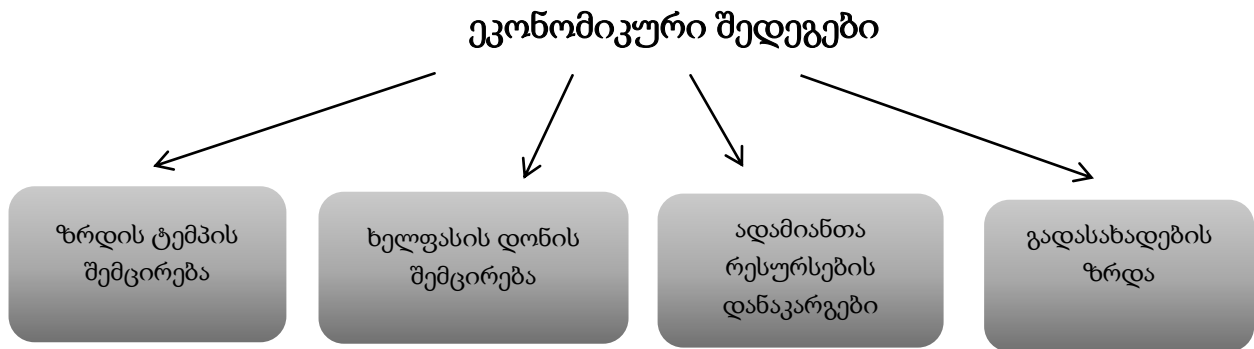 ეკონომიკური შედეგები
ზრდის ტემპის
შემცირება
ხელფასის დონის
შემცირება
ადამიანთა
რესურსების
დანაკარგები
გადასახადების
ზრდა